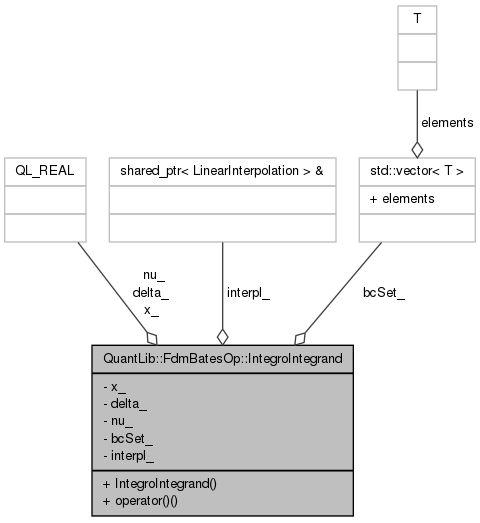 T
elements
QL_REAL
shared_ptr< LinearInterpolation > &
std::vector< T >
+ elements
nu_
delta_
x_
interpl_
bcSet_
QuantLib::FdmBatesOp::IntegroIntegrand
- x_
- delta_
- nu_
- bcSet_
- interpl_
+ IntegroIntegrand()
+ operator()()